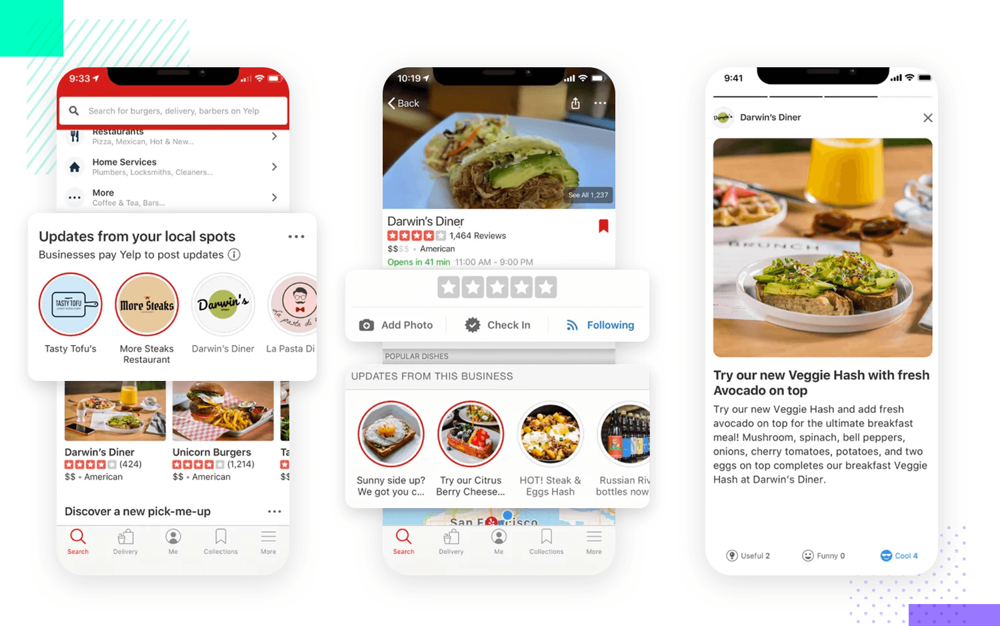 9:33
Search for burgers, delivery, barbers on Yelp
Restaurants
Pizza, Mexican, Hot & New...
Home Services
Plumbers, Locksmiths, Cleaners...
More
Coffee & Tea, Bars...
Updates from your local spots
Businesses pay Yelp to post updates
TASTY TOFU
More Steaks
Darwin's
La pasta di
Tasty Tofu's
More Steaks
Restaurant
Darwin's Diner
La Pasta Di
Darwin's Diner
(424)
$$ • American
Unicorn Burgers
(1,214)
$$ • American
Ta
$$
Discover a new pick-me-up
Search
Delivery
Me
Collections
More
10:19
Back
See All 1,237
Darwin's Diner
1,464 Reviews
$$$$ • American
Opens in 41 min 11:00 AM - 9:00 PM
Add Photo
Check In
Following
POPULAR DISHES
UPDATES FROM THIS BUSINESS
Sunny side up?
We got you c...
Try our Citrus
Berry Cheese...
HOT! Steak &
Eggs Hash
Russian Riv
bottles now
San Francisco
Search
Delivery
Me
Collections
More
9:41
Darwin's
Darwin's Diner
BRUNCH
Try our new Veggie Hash with fresh
Avocado on top
Try our new Veggie Hash and add fresh
avocado on top for the ultimate breakfast
meal! Mushroom, spinach, bell peppers,
onions, cherry tomatoes, potatoes, and two
eggs on top completes our breakfast Veggie
Hash at Darwin's Diner.
Useful 2
Funny 0
Cool 4